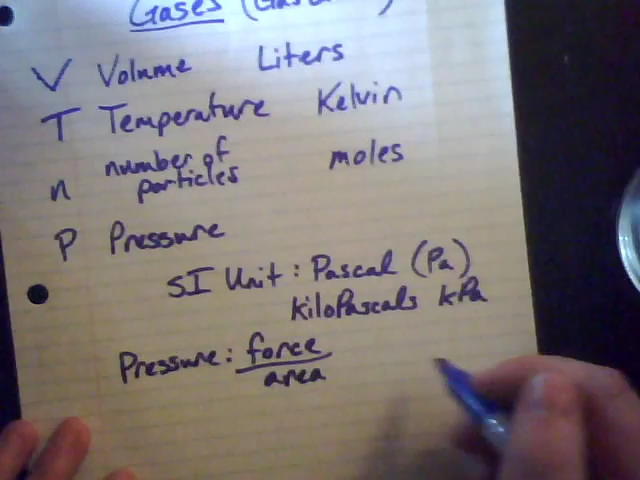 Gases
V Volume Liters
T Temperature Kelvin
n number of particles moles
P Pressure
SI Unit: Pascal (Pa)
kiloPascals kPa
Pressure: force
area